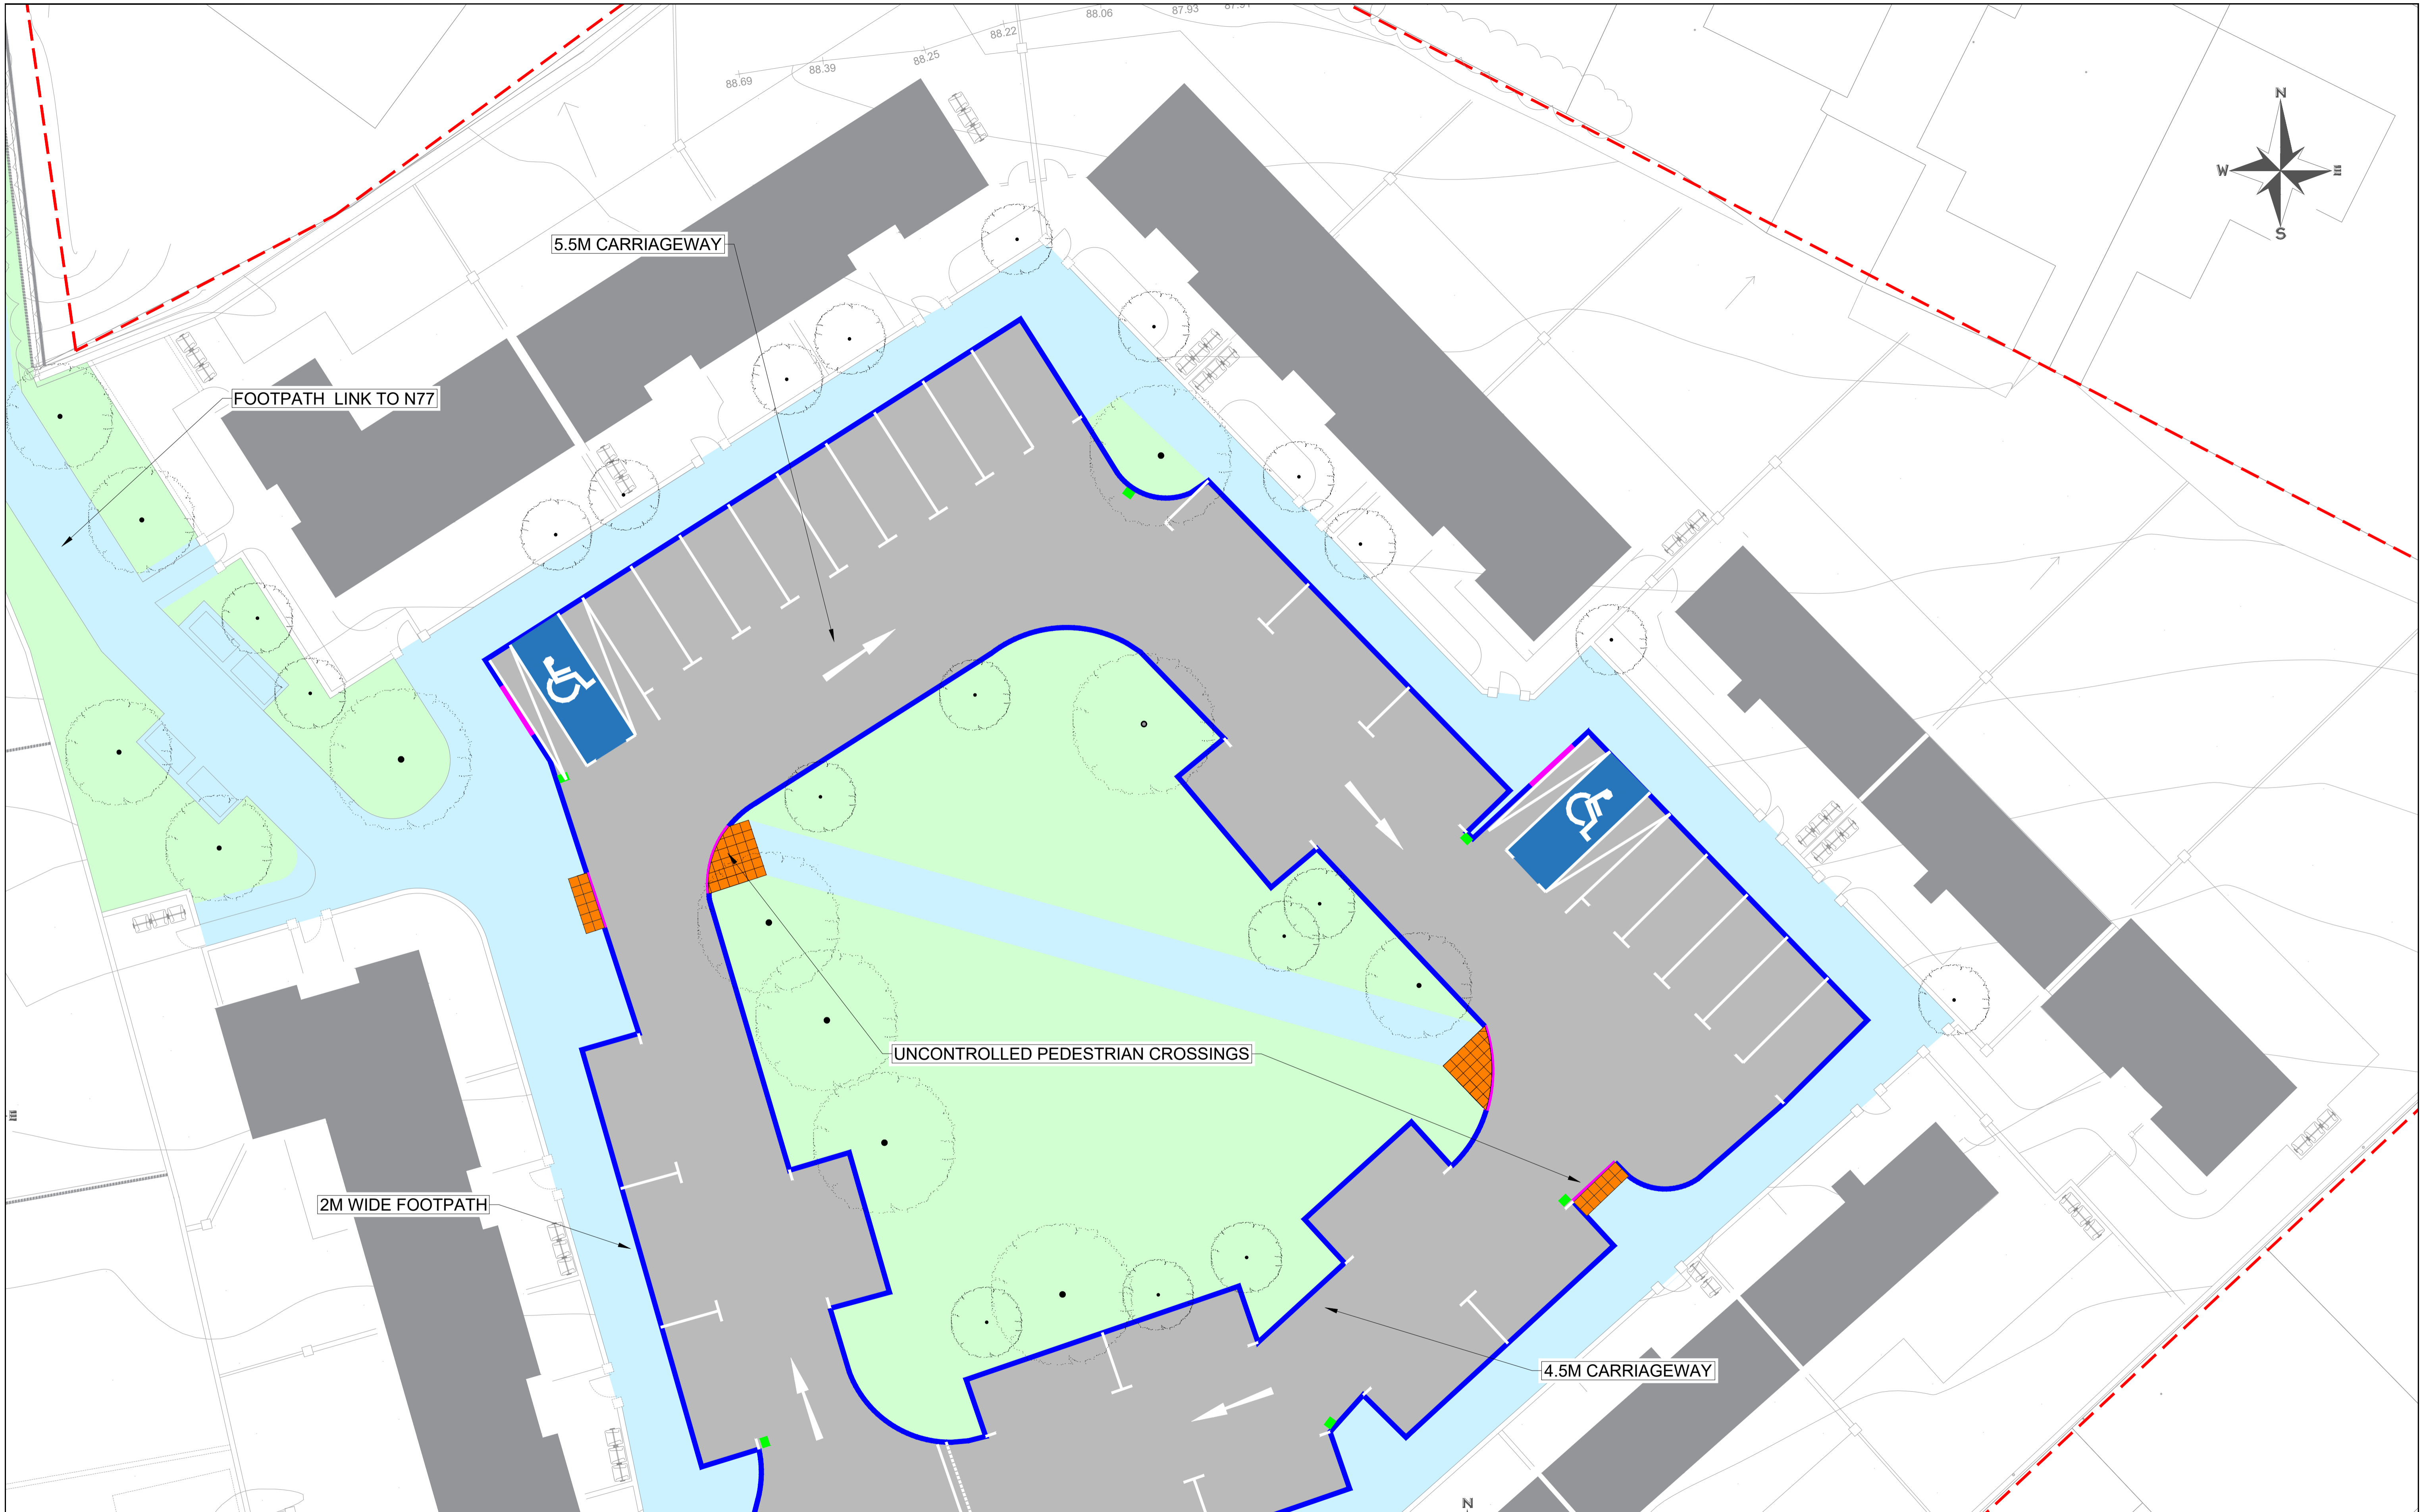 88.06
87.93
88.22
88.25
88.39
88.69
N
W
E
S
5.5M CARRIAGEWAY
FOOTPATH LINK TO N77
UNCONTROLLED PEDESTRIAN CROSSINGS
E
2M WIDE FOOTPATH
4.5M CARRIAGEWAY
N